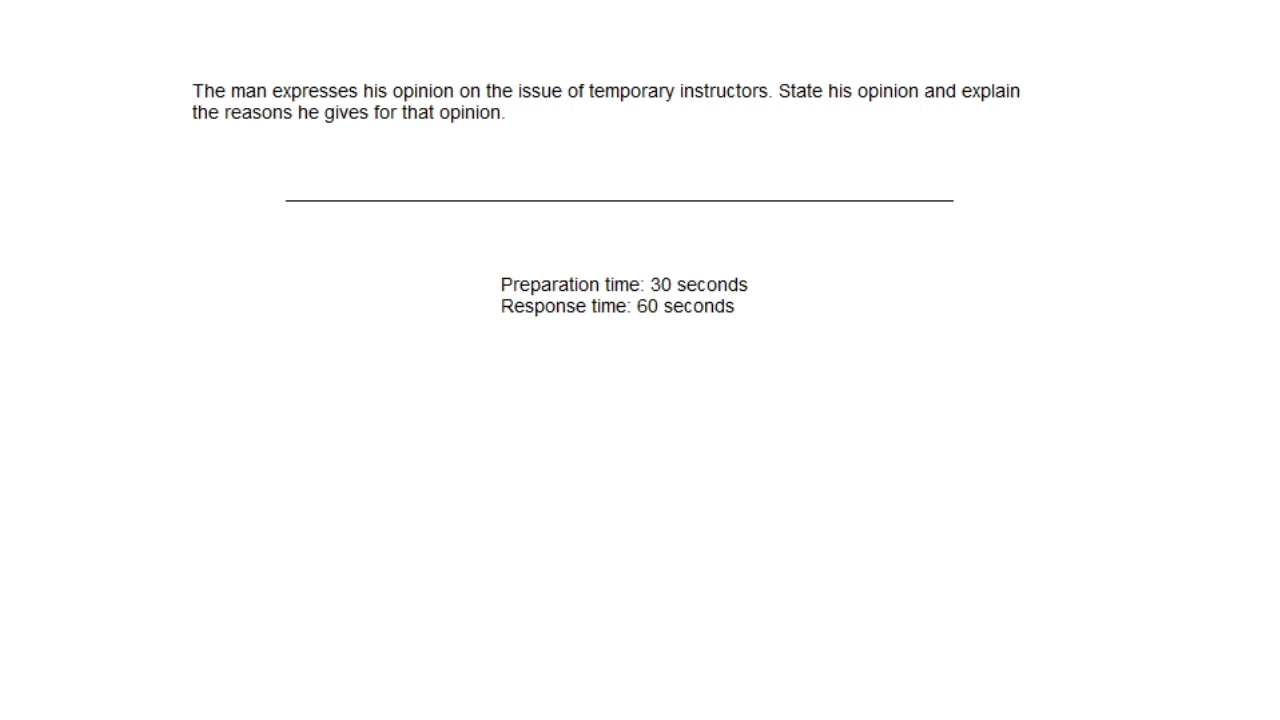 The man expresses his opinion on the issue of temporary instructors. State his opinion and explain
the reasons he gives for that opinion.
Preparation time: 30 seconds
Response time: 60 seconds